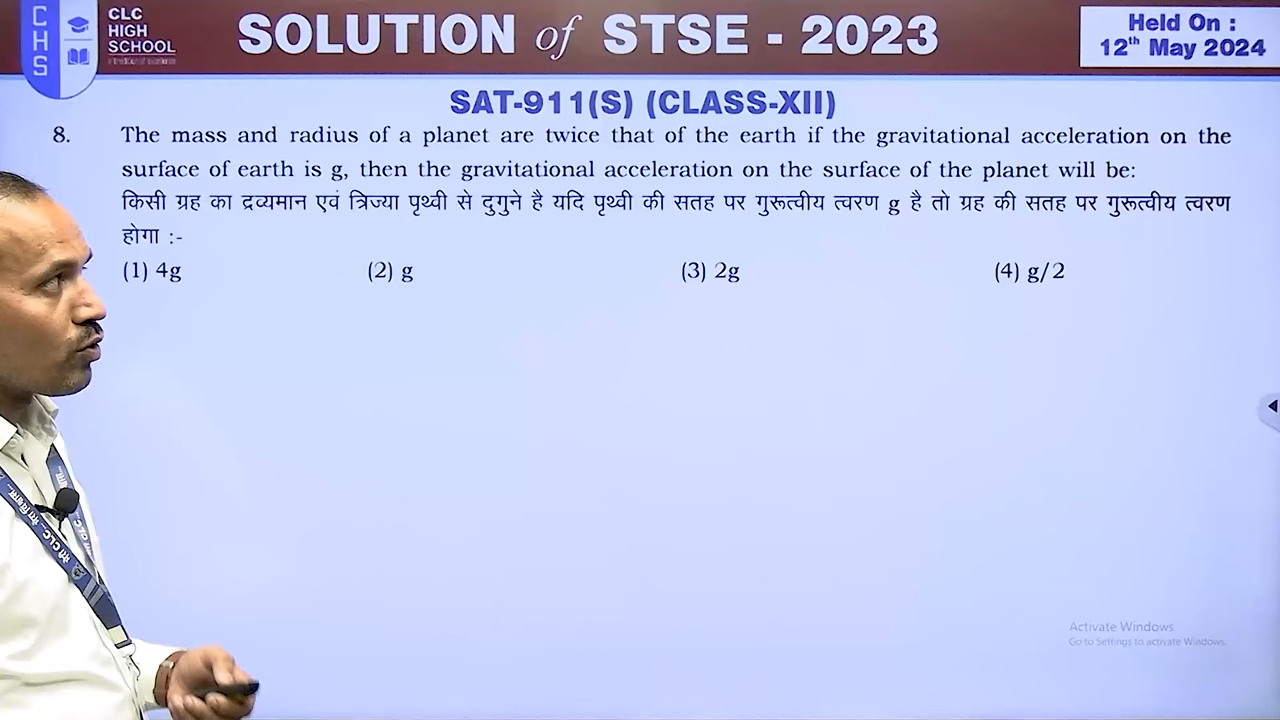 CHS
CLC
HIGH
SCHOOL
SOLUTION of STSE - 2023
Held On :
12th May 2024
SAT-911(S) (CLASS-XII)
8. The mass and radius of a planet are twice that of the earth if the gravitational acceleration on the
surface of earth is g, then the gravitational acceleration on the surface of the planet will be:
किसी ग्रह का द्रव्यमान एवं त्रिज्या पृथ्वी से दुगुने है यदि पृथ्वी की सतह पर गुरूत्वीय त्वरण g है तो ग्रह की सतह पर गुरूत्वीय त्वरण
होगा :-
(1) 4g (2) g (3) 2g (4) g/2
Activate Windows
Go to Settings to activate Windows.